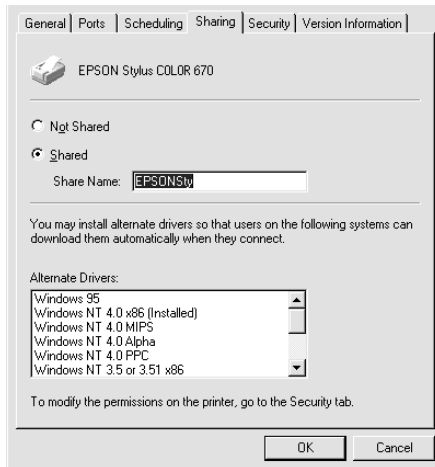 General Ports Scheduling Sharing Security Version Information
EPSON Stylus COLOR 670
Not Shared
Shared
Share Name: EPSONSty
You may install alternate drivers so that users on the following systems can
download them automatically when they connect.
Alternate Drivers:
Windows 95
Windows NT 4.0 x86 (Installed)
Windows NT 4.0 MIPS
Windows NT 4.0 Alpha
Windows NT 4.0 PPC
Windows NT 3.5 or 3.51 x86
To modify the permissions on the printer, go to the Security tab.
OK Cancel